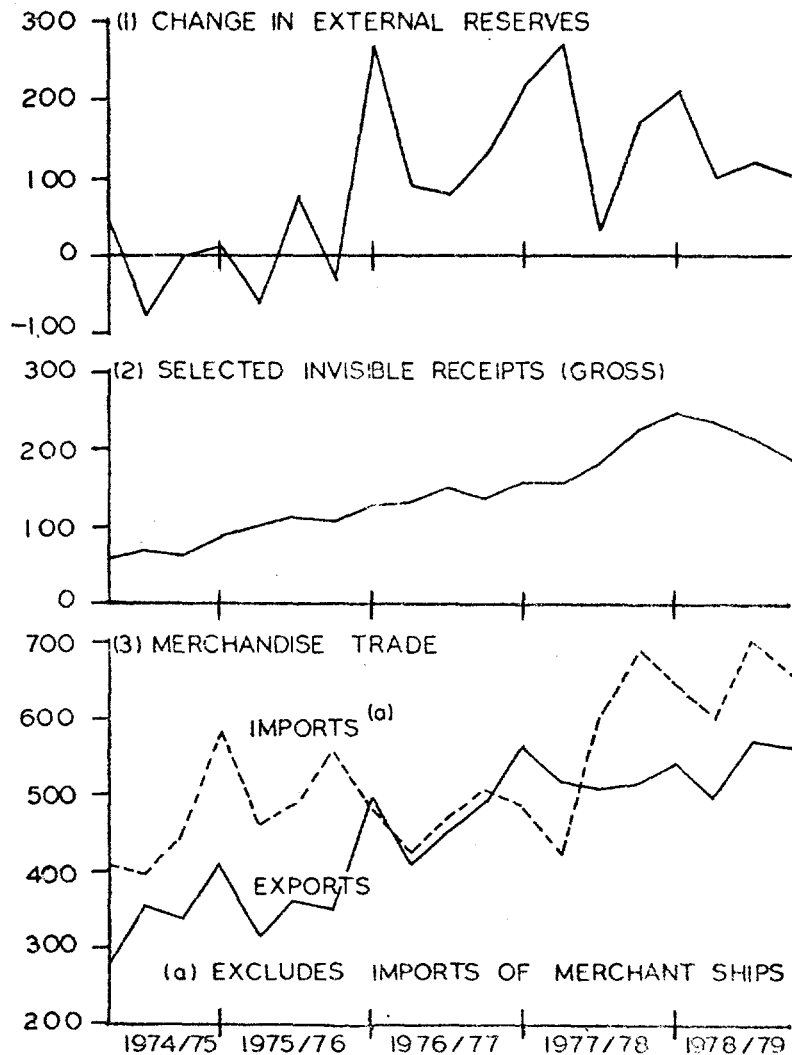 300
(1) CHANGE IN EXTERNAL RESERVES
200
100
0
-100
300
(2) SELECTED INVISIBLE RECEIPTS (GROSS)
200
100
0
700
(3) MERCHANDISE TRADE
600
IMPORTS (a)
500
400
EXPORTS
300
(a) EXCLUDES IMPORTS OF MERCHANT SHIPS
200
1974/75 1975/76 1976/77 1977/78 1978/79